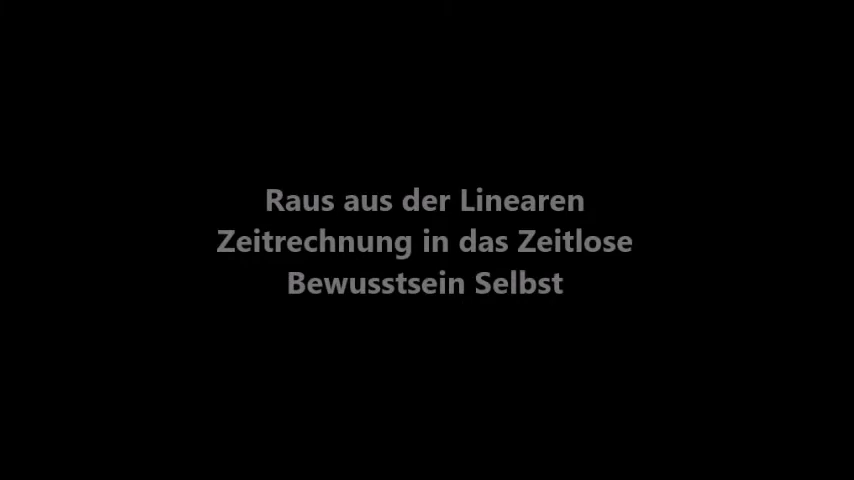 Raus aus der Linearen
Zeitrechnung in das Zeitlose
Bewusstsein Selbst